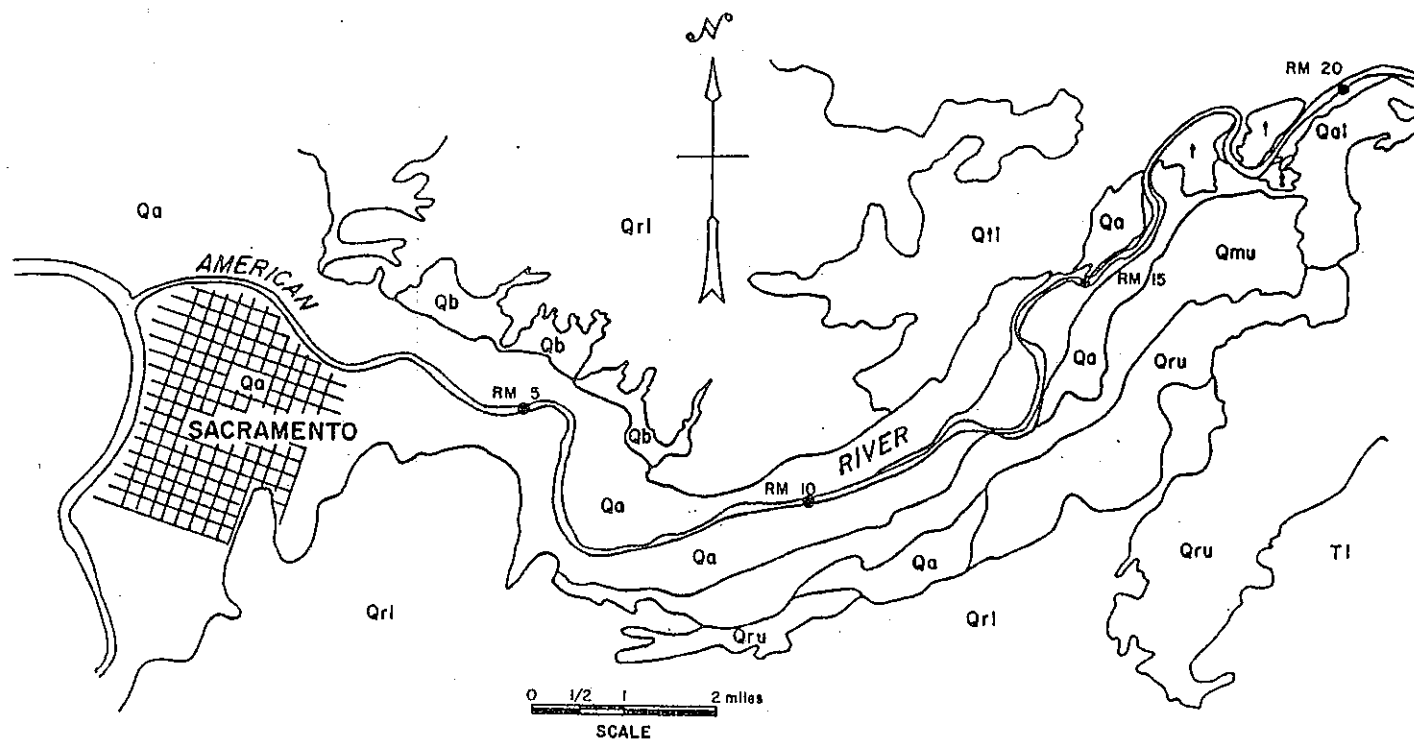 N
RM 20
Qal
t
t
t
Qa
Qrl
Qtl
Qa
Qmu
AMERICAN
RM 15
Qb
Qb
Qa
Qru
Qa
RM 5
SACRAMENTO
Qb
RIVER
RM 10
Qa
Qa
Qa
Qru
Tl
Qrl
Qrl
Qru
0 1/2 1 2 miles
SCALE